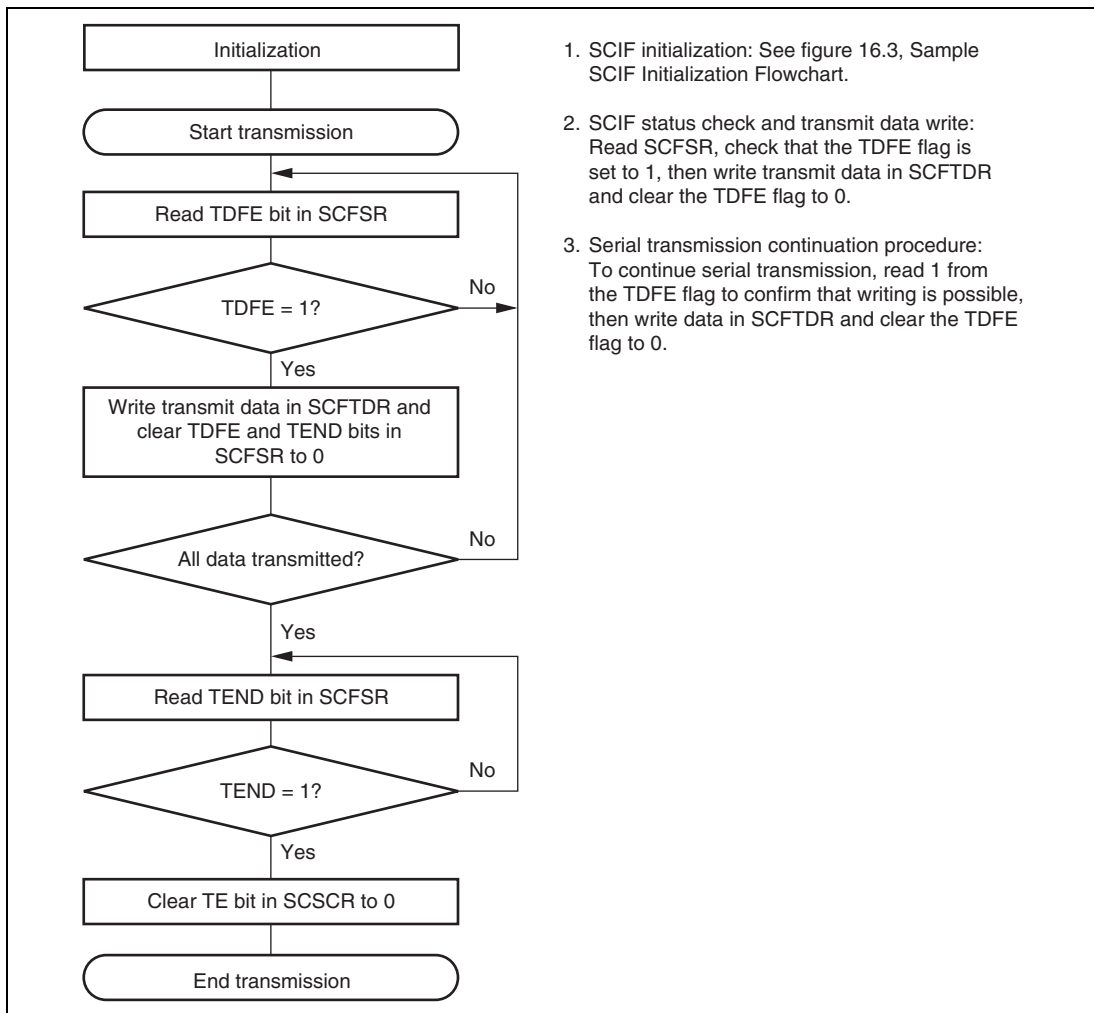 Initialization
Start transmission
Read TDFE bit in SCFSR
TDFE = 1?
No
Yes
Write transmit data in SCFTDR and
clear TDFE and TEND bits in
SCFSR to 0
All data transmitted?
No
Yes
Read TEND bit in SCFSR
TEND = 1?
No
Yes
Clear TE bit in SCSCR to 0
End transmission
1. SCIF initialization: See figure 16.3, Sample
SCIF Initialization Flowchart.
2. SCIF status check and transmit data write:
Read SCFSR, check that the TDFE flag is
set to 1, then write transmit data in SCFTDR
and clear the TDFE flag to 0.
3. Serial transmission continuation procedure:
To continue serial transmission, read 1 from
the TDFE flag to confirm that writing is possible,
then write data in SCFTDR and clear the TDFE
flag to 0.